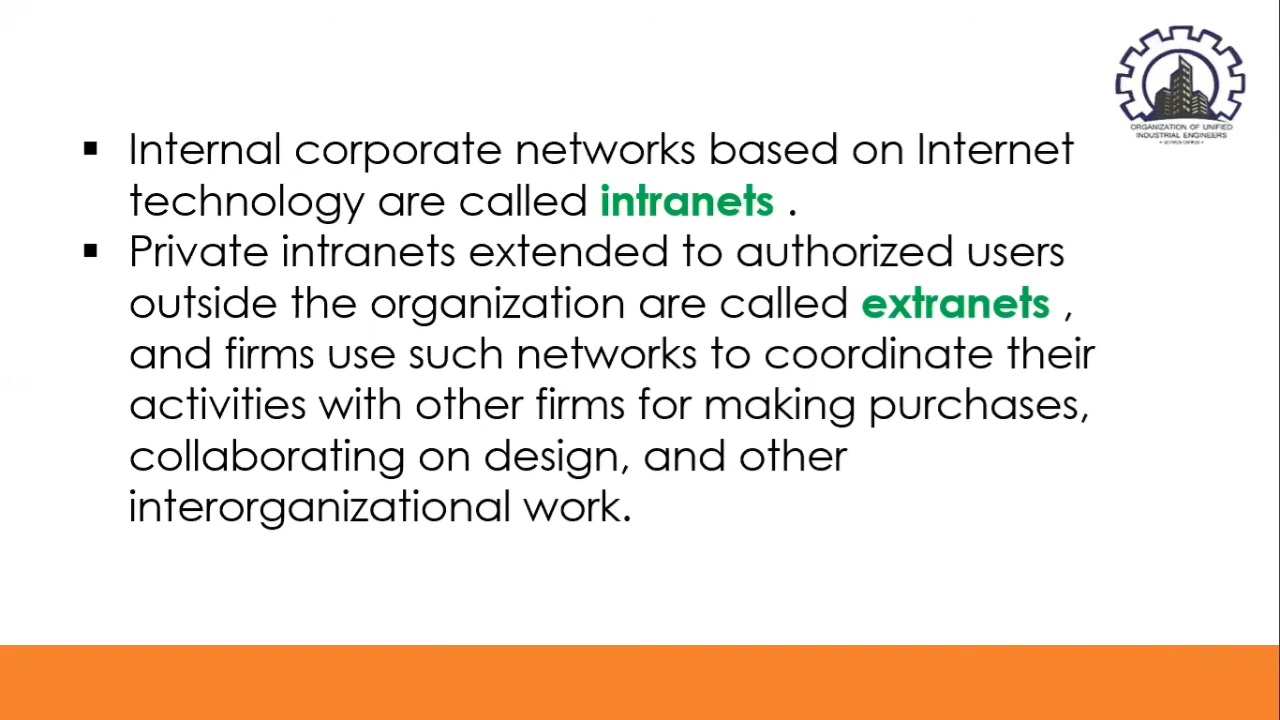 ORGANIZATION OF UNIFIED
INDUSTRIAL ENGINEERS
▪ Internal corporate networks based on Internet
technology are called intranets .
▪ Private intranets extended to authorized users
outside the organization are called extranets ,
and firms use such networks to coordinate their
activities with other firms for making purchases,
collaborating on design, and other
interorganizational work.